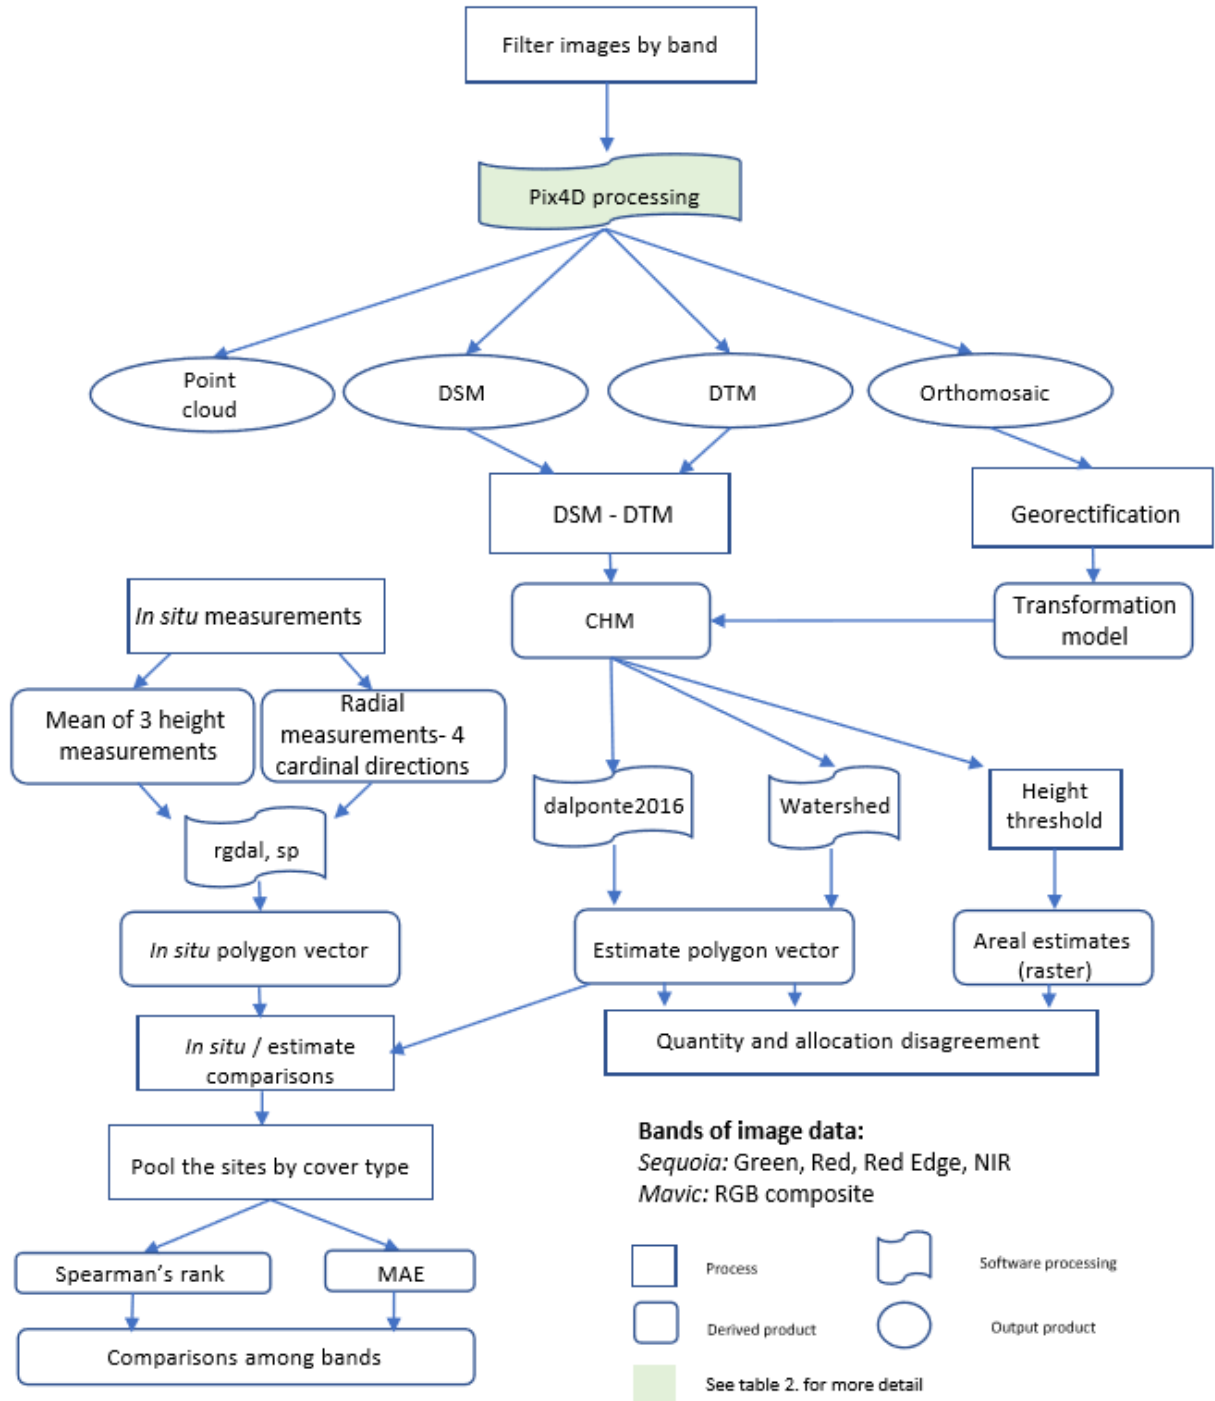 Filter images by band
Pix4D processing
Point
cloud
DSM
DTM
Orthomosaic
DSM - DTM
Georectification
In situ measurements
CHM
Transformation
model
Mean of 3 height
measurements
Radial
measurements- 4
cardinal directions
dalponte2016
Watershed
Height
threshold
rgdal, sp
In situ polygon vector
Estimate polygon vector
Areal estimates
(raster)
In situ / estimate
comparisons
Quantity and allocation disagreement
Pool the sites by cover type
Spearman's rank
MAE
Comparisons among bands
Bands of image data:
Sequoia: Green, Red, Red Edge, NIR
Mavic: RGB composite
Process
Software processing
Derived product
Output product
See table 2. for more detail